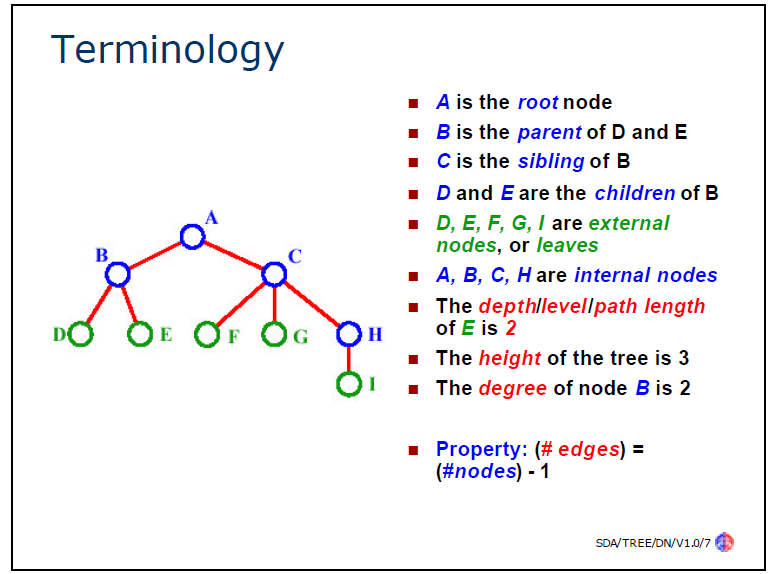 Terminology
A is the root node
B is the parent of D and E
C is the sibling of B
D and E are the children of B
D, E, F, G, I are external
nodes, or leaves
A, B, C, H are internal nodes
The depth/level/path length
of E is 2
The height of the tree is 3
The degree of node B is 2
Property: (# edges) =
(#nodes) - 1
A
B
C
D
E
F
G
H
I
SDA/TREE/DN/V1.0/7